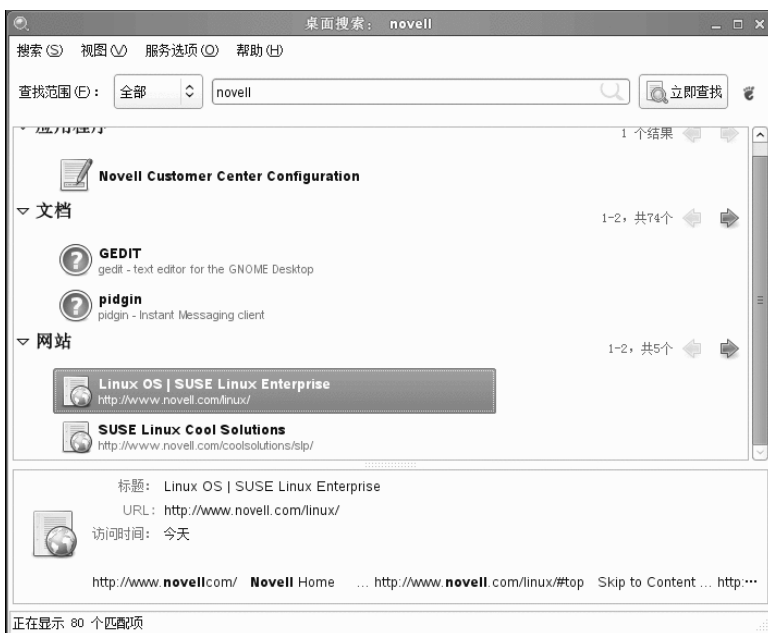 桌面搜索： novell
搜索(S) 视图(V) 服务选项(O) 帮助(H)
查找范围(F)： 全部 novell 立即查找
应用程序 1 个结果
Novell Customer Center Configuration
文档 1-2，共74个
GEDIT
gedit - text editor for the GNOME Desktop
pidgin
pidgin - Instant Messaging client
网站 1-2，共5个
Linux OS | SUSE Linux Enterprise
http://www.novell.com/linux/
SUSE Linux Cool Solutions
http://www.novell.com/coolsolutions/slp/
标题： Linux OS | SUSE Linux Enterprise
URL： http://www.novell.com/linux/
访问时间： 今天
http://www.novellcom/ Novell Home ... http://www.novell.com/linux/#top Skip to Content ... http:···
正在显示 80 个匹配项